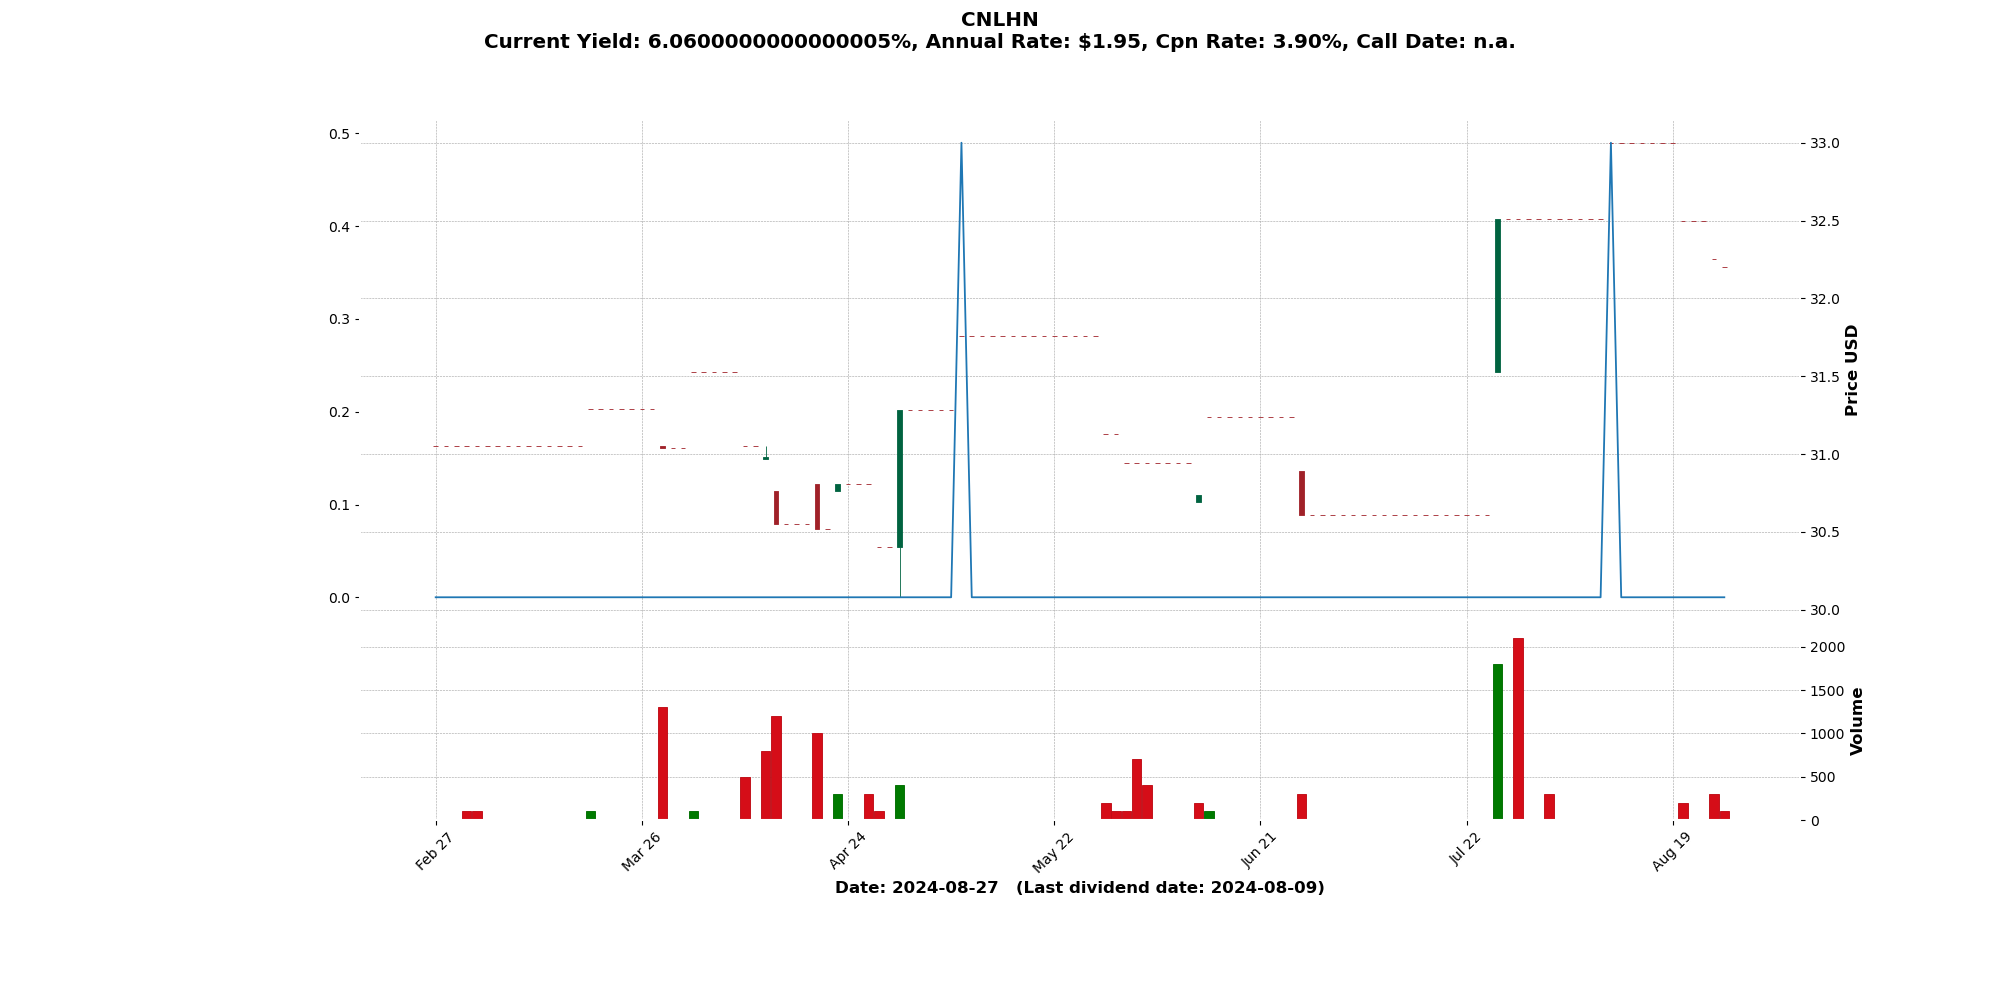 CNLHN
Current Yield: 6.0600000000000005%, Annual Rate: $1.95, Cpn Rate: 3.90%, Call Date: n.a.
0.5
0.4
0.3
0.2
0.1
0.0
33.0
32.5
32.0
31.5
31.0
30.5
30.0
Price USD
2000
1500
1000
500
0
Volume
Feb 27
Mar 26
Apr 24
May 22
Jun 21
Jul 22
Aug 19
Date: 2024-08-27   (Last dividend date: 2024-08-09)